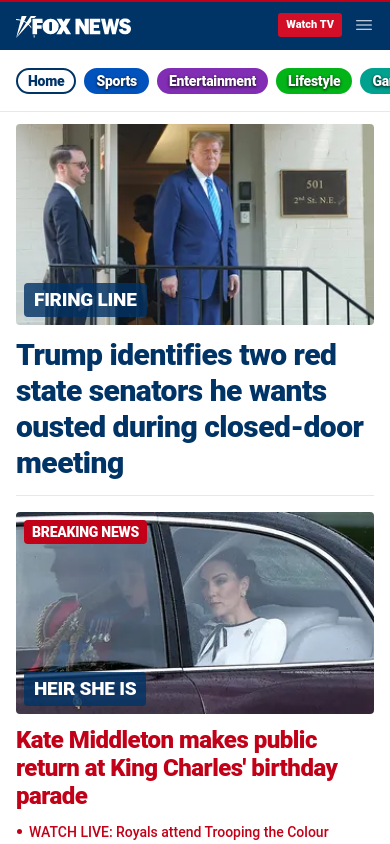 FOX NEWS
Watch TV
Home
Sports
Entertainment
Lifestyle
501
2nd St. N.E.
FIRING LINE
Trump identifies two red
state senators he wants
ousted during closed-door
meeting
BREAKING NEWS
HEIR SHE IS
Kate Middleton makes public
return at King Charles' birthday
parade
WATCH LIVE: Royals attend Trooping the Colour